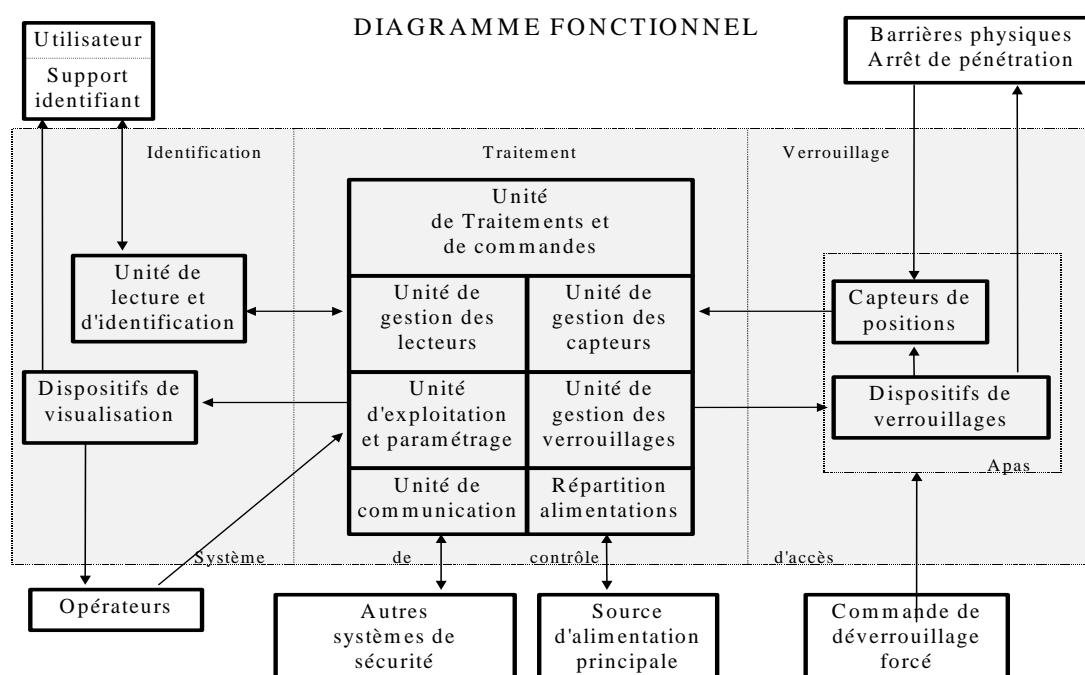 DIAGRAMME FONCTIONNEL
Utilisateur
Support
identifiant
Barrières physiques
Arrêt de pénétration
Identification
Traitement
Verrouillage
Unité
de Traitements et
de commandes
Unité de
lecture et
d'identification
Unité de
gestion des
lecteurs
Unité de
gestion des
capteurs
Capteurs de
positions
Dispositifs de
visualisation
Unité
d'exploitation
et paramétrage
Unité de
gestion des
verrouillages
Dispositifs de
verrouillages
Apas
Unité de
communication
Répartition
alimentations
Système de contrôle d'accès
Opérateurs
Autres
systèmes de
sécurité
Source
d'alimentation
principale
Commande de
déverrouillage
forcé